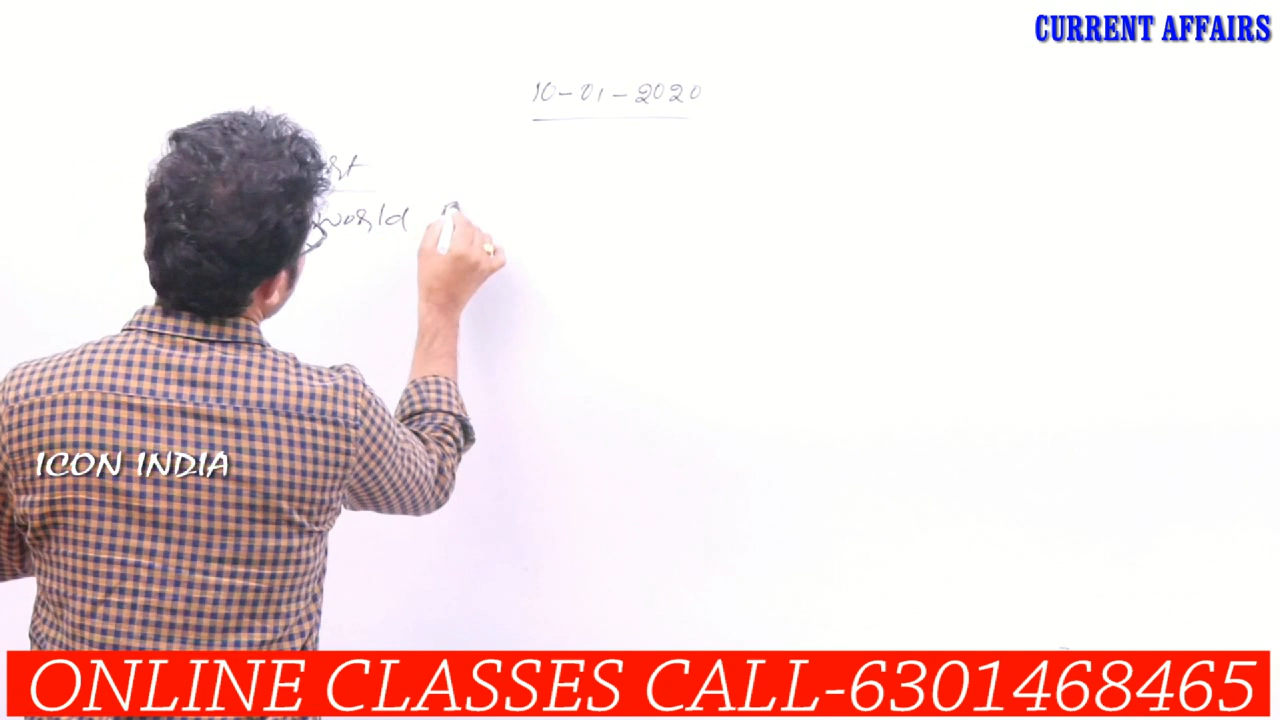 CURRENT AFFAIRS
10-01-2020
world
ICON INDIA
ONLINE CLASSES CALL-6301468465